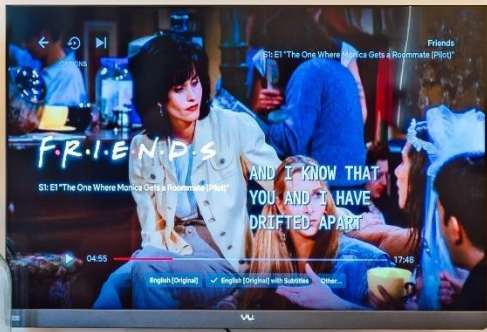 OPTIONS
Friends
S1: E1 "The One Where Monica Gets a Roommate (Pilot)"
F·R·I·E·N·D·S
S1: E1 "The One Where Monica Gets a Roommate (Pilot)"
AND I KNOW THAT
YOU AND I HAVE
DRIFTED APART
04:55
17:48
English [Original]
✓ English [Original] with Subtitles
Other...
VU